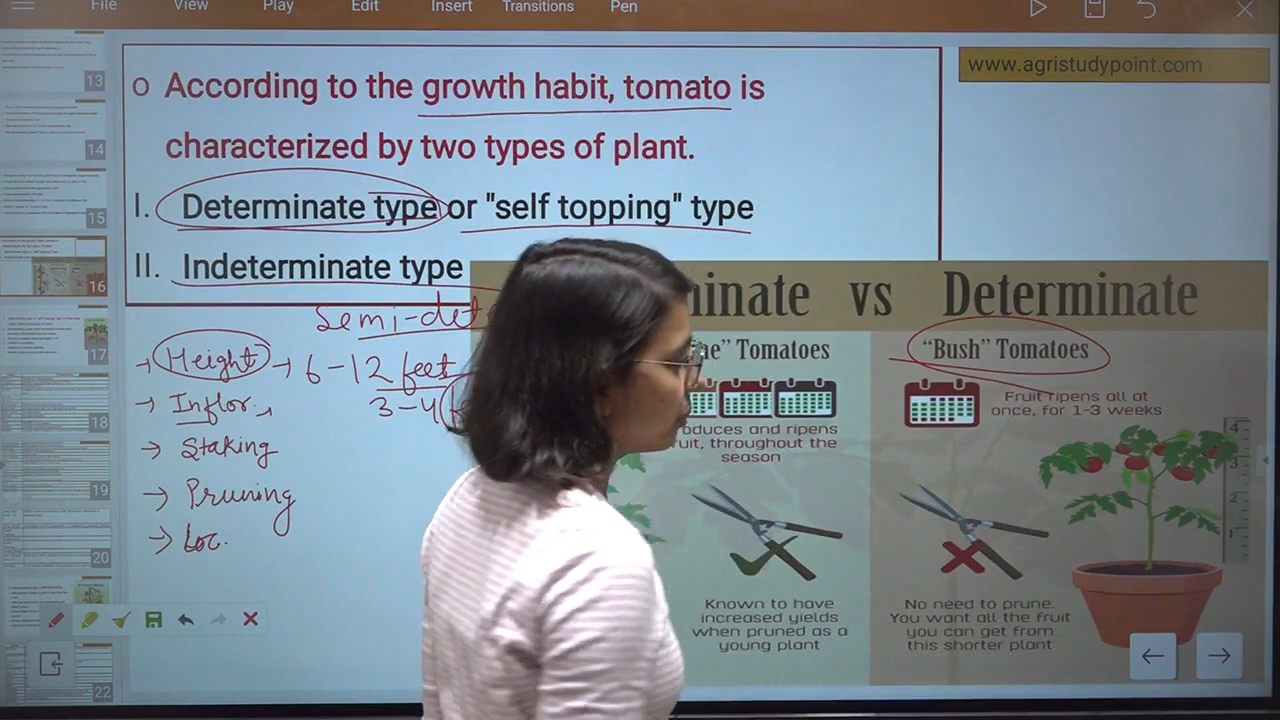 File View Play Edit Insert Transitions Pen
www.agristudypoint.com
o According to the growth habit, tomato is
characterized by two types of plant.
I. Determinate type or "self topping" type
II. Indeterminate type
vs Determinate
Semi-det
"Bush" Tomatoes
Tomatoes
→ Height → 6-12 feet
3-4
→ Inflor.
→ Staking
→ Pruning
→ Loc.
Fruit ripens all at
once, for 1-3 weeks
and ripens
throughout the
season
Known to have
increased yields
when pruned as a
young plant
No need to prune.
You want all the fruit
you can get from
this shorter plant
4
3
2
1
13
14
15
16
17
18
19
20
22